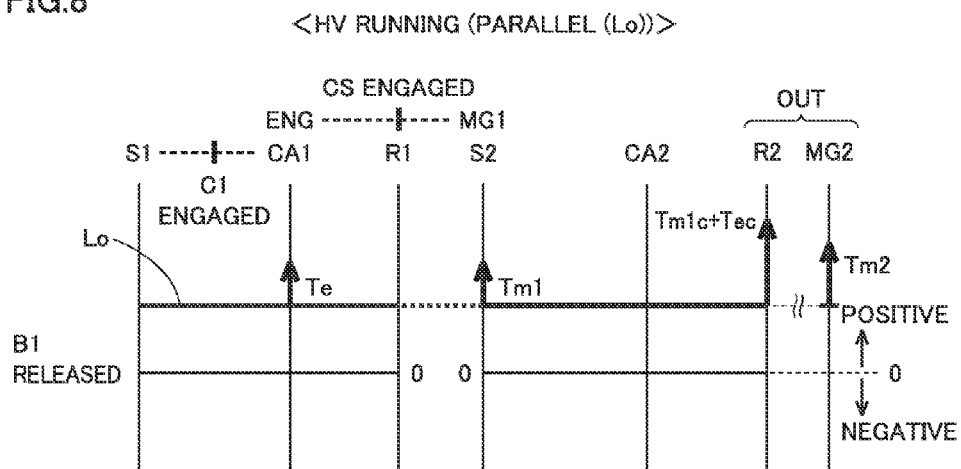 FIG.8
<HV RUNNING (PARALLEL (Lo))>
CS ENGAGED
ENG MG1
OUT
S1 CA1 R1 S2 CA2 R2 MG2
C1
ENGAGED
Lo
Te
Tm1
Tm1c+Tec
Tm2
POSITIVE
B1
RELEASED
0 0 0
NEGATIVE